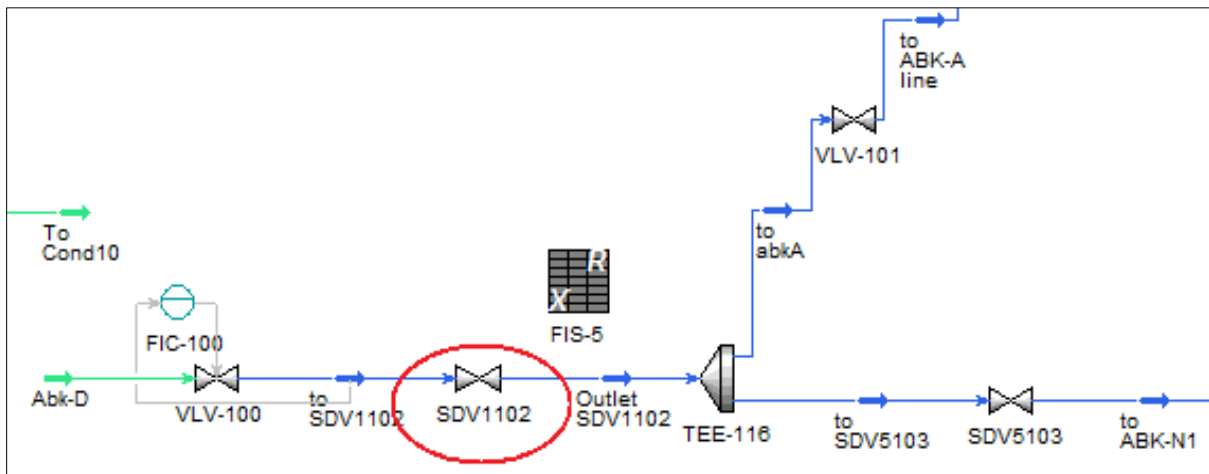 to
ABK-A
line
VLV-101
to
abkA
To
Cond10
R
X
FIS-5
FIC-100
Abk-D
VLV-100
to
SDV1102
SDV1102
Outlet
SDV1102
TEE-116
to
SDV5103
SDV5103
to
ABK-N1